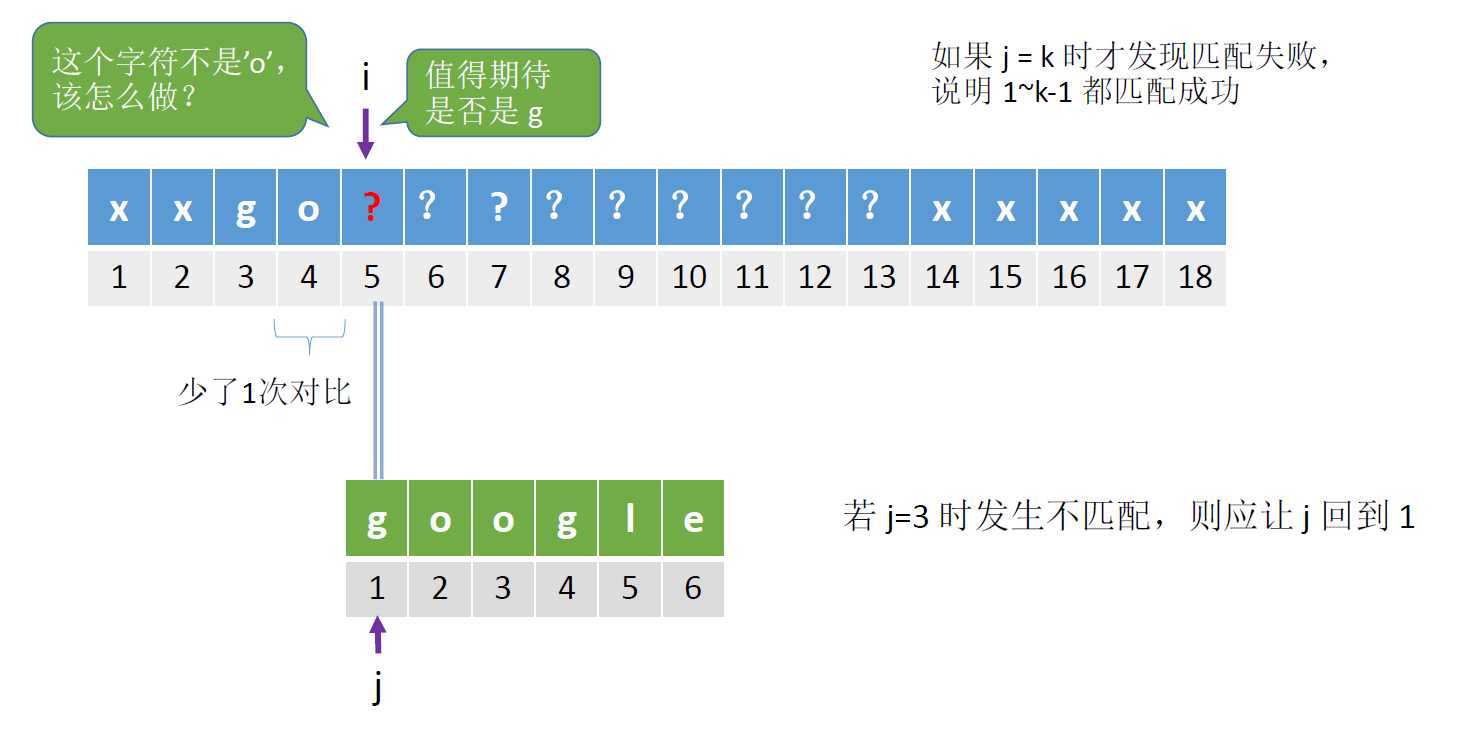 这个字符不是’o’，
该怎么做？
i
值得期待
是否是 g
如果 j = k 时才发现匹配失败，
说明 1~k-1 都匹配成功
x x g o ? ? ? ? ? ? ? ? ? x x x x x
1 2 3 4 5 6 7 8 9 10 11 12 13 14 15 16 17 18
少了1次对比
g o o g l e
1 2 3 4 5 6
j
若 j=3 时发生不匹配，则应让 j 回到 1